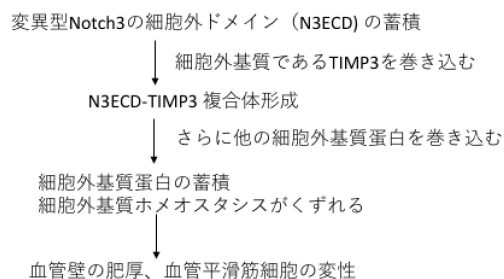 変異型Notch3の細胞外ドメイン（N3ECD) の蓄積
細胞外基質であるTIMP3を巻き込む
N3ECD-TIMP3 複合体形成
さらに他の細胞外基質蛋白を巻き込む
細胞外基質蛋白の蓄積
細胞外基質ホメオスタシスがくずれる
血管壁の肥厚、血管平滑筋細胞の変性